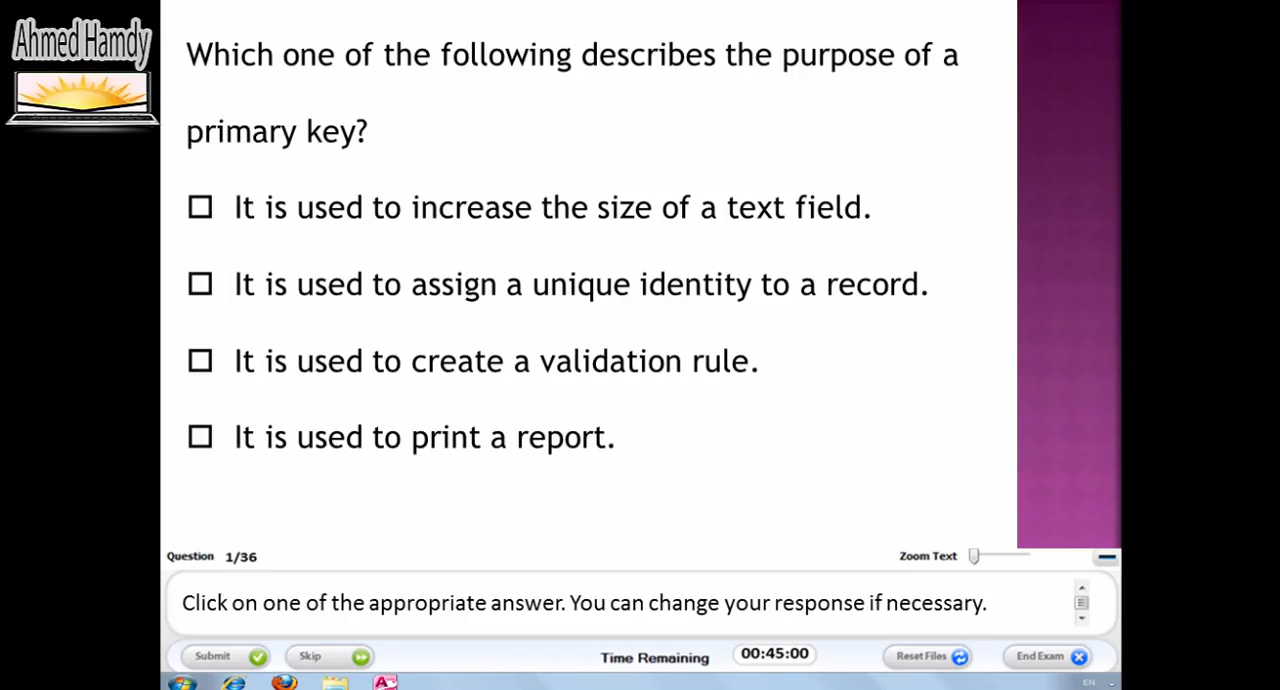 Ahmed Hamdy
Which one of the following describes the purpose of a
primary key?
It is used to increase the size of a text field.
It is used to assign a unique identity to a record.
It is used to create a validation rule.
It is used to print a report.
Question 1/36
Zoom Text
Click on one of the appropriate answer. You can change your response if necessary.
Submit
Skip
Time Remaining
00:45:00
Reset Files
End Exam
A
EN